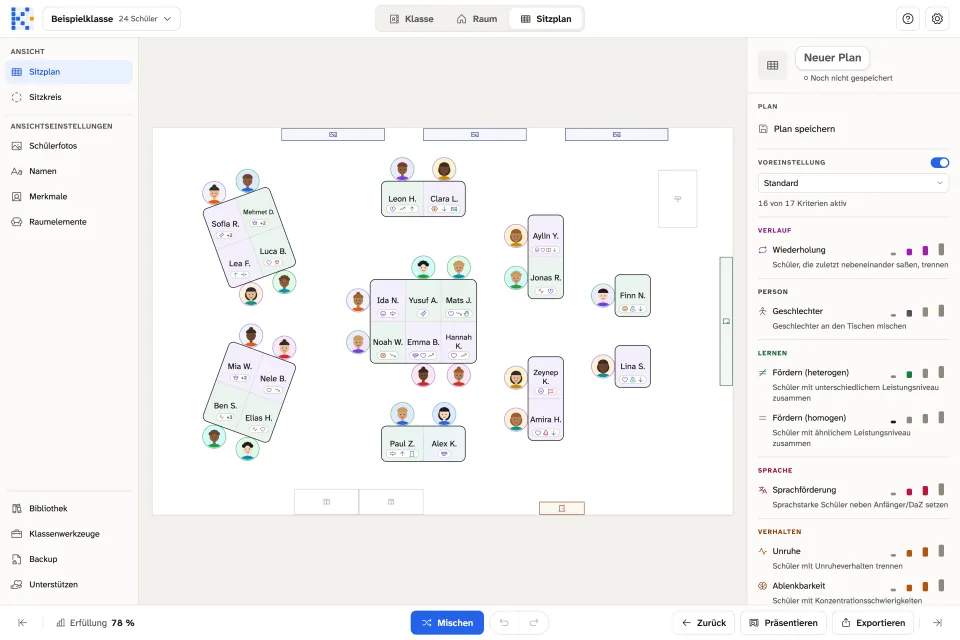 Beispielklasse 24 Schüler
Klasse
Raum
Sitzplan
ANSICHT
Sitzplan
Sitzkreis
ANSICHTSEINSTELLUNGEN
Schülerfotos
Namen
Merkmale
Raumelemente
Bibliothek
Klassenwerkzeuge
Backup
Unterstützen
Mehmet D.
+2
Sofia R.
+3
Luca B.
Lea F.
Leon H.
Clara L.
Aylin Y.
Jonas R.
Ida N.
Yusuf A.
Mats J.
Noah W.
Emma B.
Hannah
K.
Finn N.
Lina S.
Mia W.
+2
Nele B.
Ben S.
+3
Elias H.
Zeynep
K.
Amira H.
Paul Z.
Alex K.
Neuer Plan
Noch nicht gespeichert
PLAN
Plan speichern
VOREINSTELLUNG
Standard
16 von 17 Kriterien aktiv
VERLAUF
Wiederholung
Schüler, die zuletzt nebeneinander saßen, trennen
PERSON
Geschlechter
Geschlechter an den Tischen mischen
LERNEN
Fördern (heterogen)
Schüler mit unterschiedlichem Leistungsniveau
zusammen
Fördern (homogen)
Schüler mit ähnlichem Leistungsniveau
zusammen
SPRACHE
Sprachförderung
Sprachstarke Schüler neben Anfänger/DaZ setzen
VERHALTEN
Unruhe
Schüler mit Unruheverhalten trennen
Ablenkbarkeit
Schüler mit Konzentrationsschwierigkeiten
Erfüllung 78 %
Mischen
Zurück
Präsentieren
Exportieren